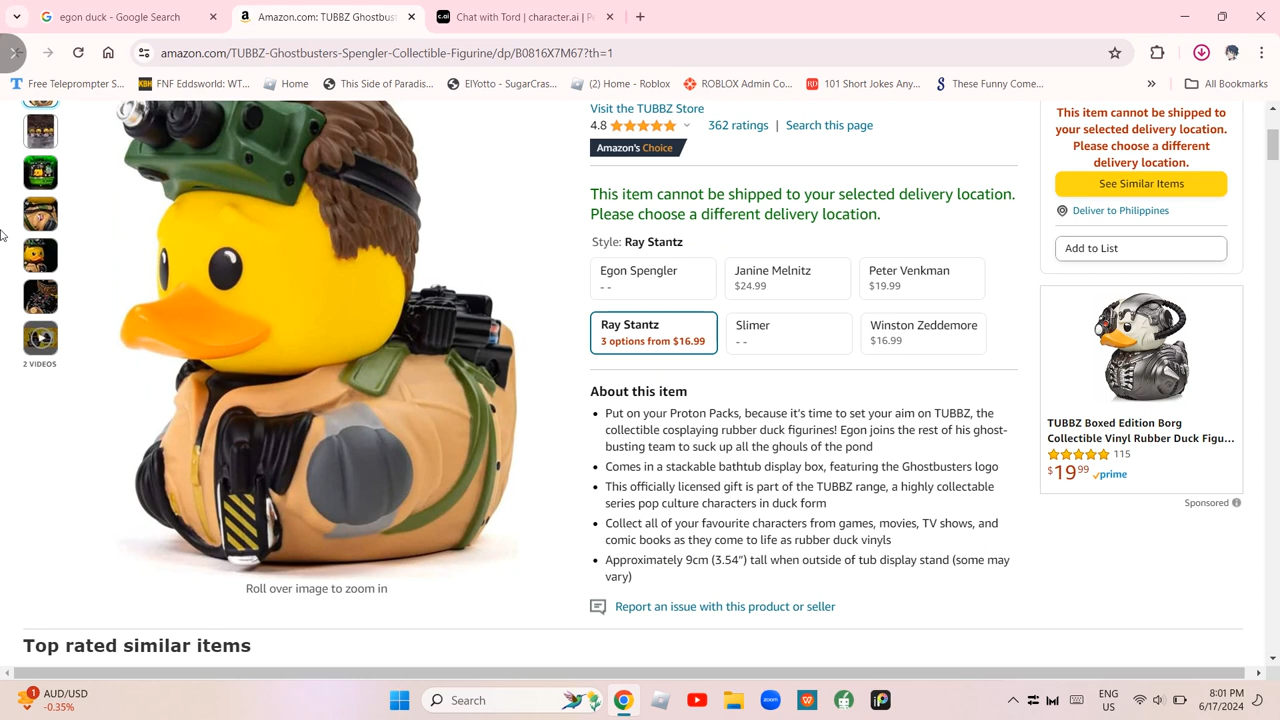 egon duck - Google Search
Amazon.com: TUBBZ Ghostbust
Chat with Tord | character.ai | Pe
amazon.com/TUBBZ-Ghostbusters-Spengler-Collectible-Figurine/dp/B0816X7M67?th=1
Free Teleprompter S...
FNF Eddsworld: WT...
Home
This Side of Paradis...
ElYotto - SugarCras...
(2) Home - Roblox
ROBLOX Admin Co...
101 Short Jokes Any...
These Funny Come...
All Bookmarks
Visit the TUBBZ Store
4.8
362 ratings | Search this page
Amazon's Choice
This item cannot be shipped to your selected delivery location.
Please choose a different delivery location.
Style: Ray Stantz
Egon Spengler
- -
Janine Melnitz
$24.99
Peter Venkman
$19.99
Ray Stantz
3 options from $16.99
Slimer
- -
Winston Zeddemore
$16.99
About this item
Put on your Proton Packs, because it's time to set your aim on TUBBZ, the
collectible cosplaying rubber duck figurines! Egon joins the rest of his ghost-
busting team to suck up all the ghouls of the pond
Comes in a stackable bathtub display box, featuring the Ghostbusters logo
This officially licensed gift is part of the TUBBZ range, a highly collectable
series pop culture characters in duck form
Collect all of your favourite characters from games, movies, TV shows, and
comic books as they come to life as rubber duck vinyls
Approximately 9cm (3.54") tall when outside of tub display stand (some may
vary)
Report an issue with this product or seller
2 VIDEOS
Roll over image to zoom in
Top rated similar items
This item cannot be shipped to
your selected delivery location.
Please choose a different
delivery location.
See Similar Items
Deliver to Philippines
Add to List
TUBBZ Boxed Edition Borg
Collectible Vinyl Rubber Duck Figu...
115
$19 99 prime
Sponsored
1
AUD/USD
-0.35%
Search
zoom
ENG
US
8:01 PM
6/17/2024